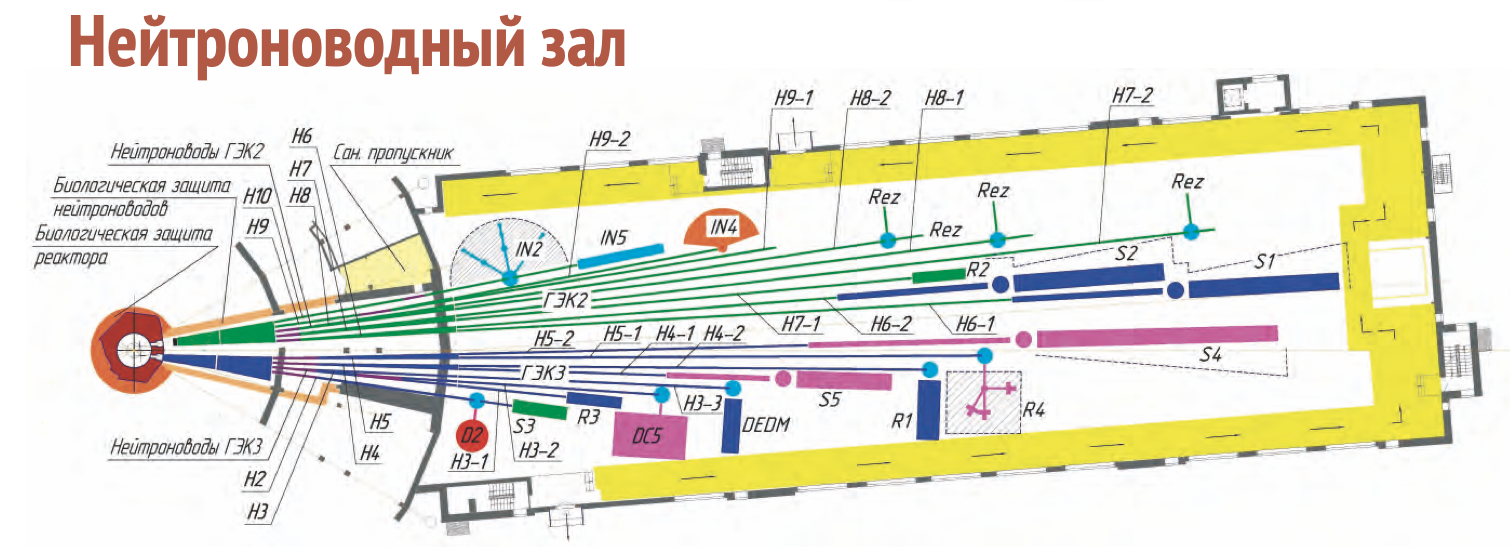 Нейтроноводный зал
H9-1
H8-2
H8-1
H7-2
H6
Нейтроноводы ГЭК2
H7
Сан. пропускник
H9-2
Биологическая защита
нейтроноводов
H10
H8
Биологическая защита
реактора
H9
Rez
Rez
Rez
IN2
IN5
IN4
Rez
R2
S2
S1
ГЭК2
H7-1
H6-2
H6-1
H5-2
H5-1
H4-1
H4-2
ГЭК3
S4
S5
H3-3
R3
S3
D2
DC5
DEDM
R1
R4
H5
H4
Нейтроноводы ГЭК3
H3-1
H3-2
H2
H3